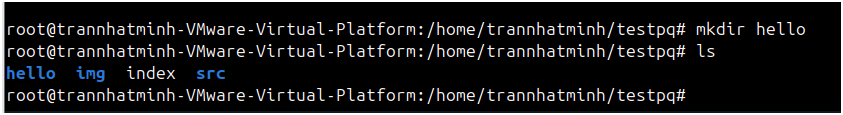 root@trannhatminh-VMware-Virtual-Platform:/home/trannhatminh/testpq# mkdir hello
root@trannhatminh-VMware-Virtual-Platform:/home/trannhatminh/testpq# ls
hello  img  index  src
root@trannhatminh-VMware-Virtual-Platform:/home/trannhatminh/testpq#